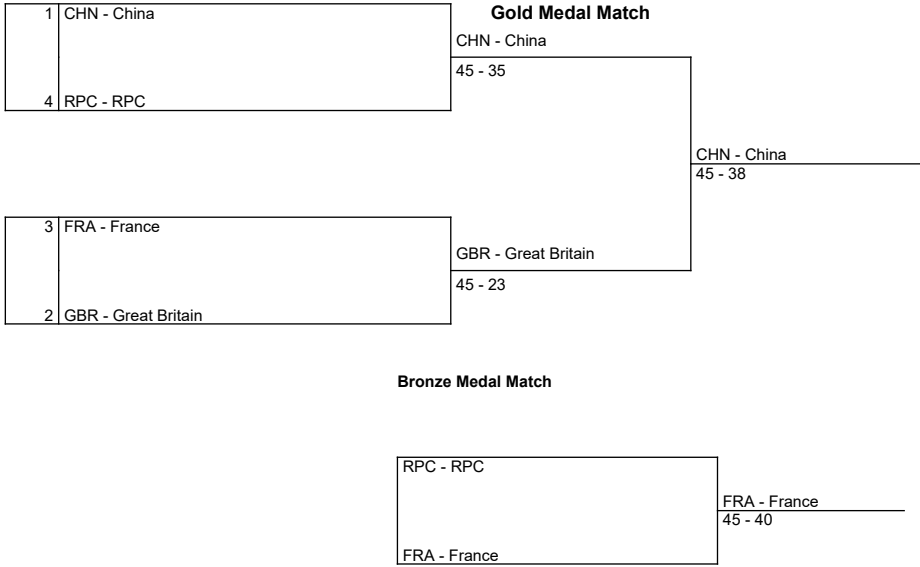 1 CHN - China
Gold Medal Match
CHN - China
45 - 35
4 RPC - RPC
CHN - China
45 - 38
3 FRA - France
GBR - Great Britain
45 - 23
2 GBR - Great Britain
Bronze Medal Match
RPC - RPC
FRA - France
45 - 40
FRA - France